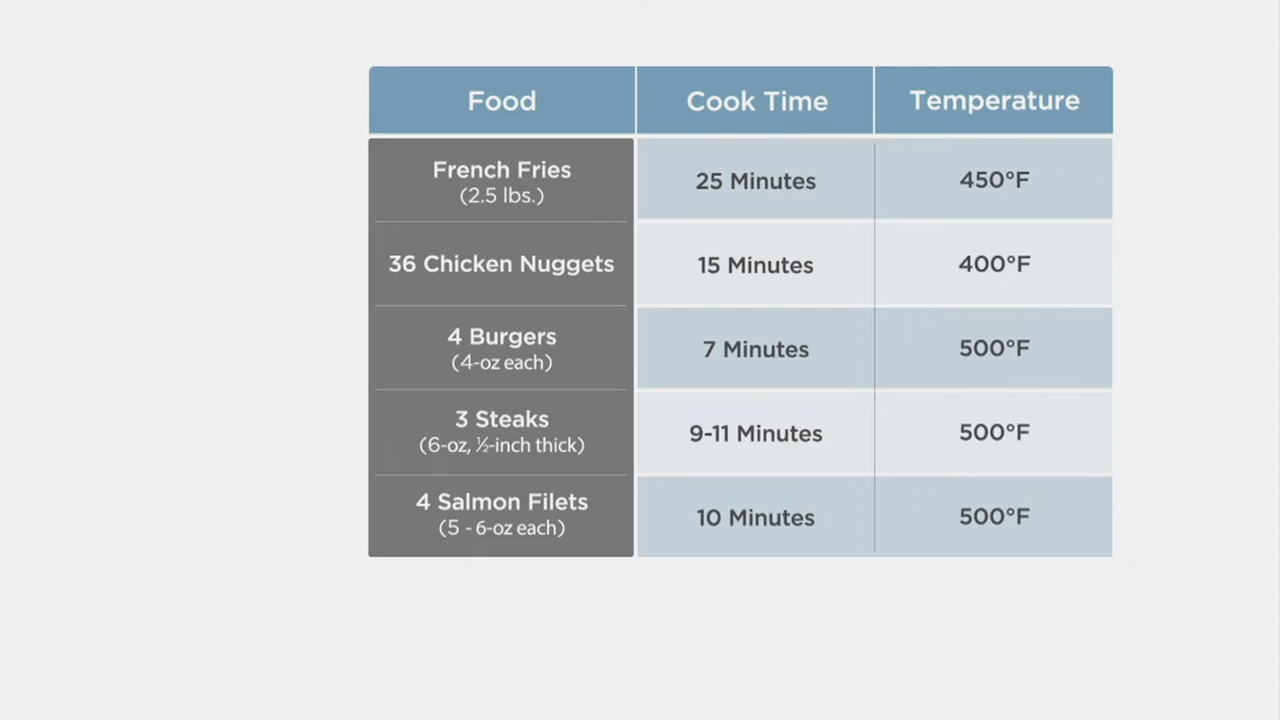 Food Cook Time Temperature
French Fries
(2.5 lbs.)
25 Minutes 450°F
36 Chicken Nuggets 15 Minutes 400°F
4 Burgers
(4-oz each)
7 Minutes 500°F
3 Steaks
(6-oz, ½-inch thick)
9-11 Minutes 500°F
4 Salmon Filets
(5 - 6-oz each)
10 Minutes 500°F